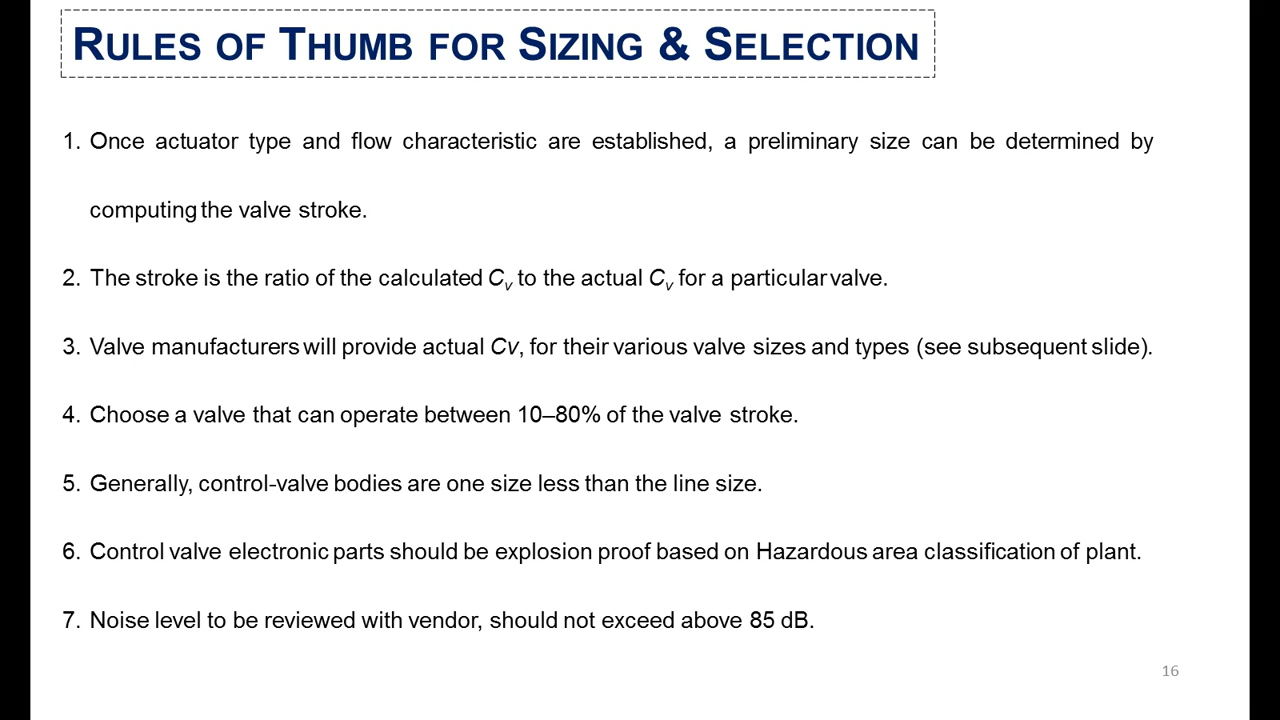 RULES OF THUMB FOR SIZING & SELECTION
1. Once actuator type and flow characteristic are established, a preliminary size can be determined by
computing the valve stroke.
2. The stroke is the ratio of the calculated Cv to the actual Cv for a particular valve.
3. Valve manufacturers will provide actual Cv, for their various valve sizes and types (see subsequent slide).
4. Choose a valve that can operate between 10–80% of the valve stroke.
5. Generally, control-valve bodies are one size less than the line size.
6. Control valve electronic parts should be explosion proof based on Hazardous area classification of plant.
7. Noise level to be reviewed with vendor, should not exceed above 85 dB.
16